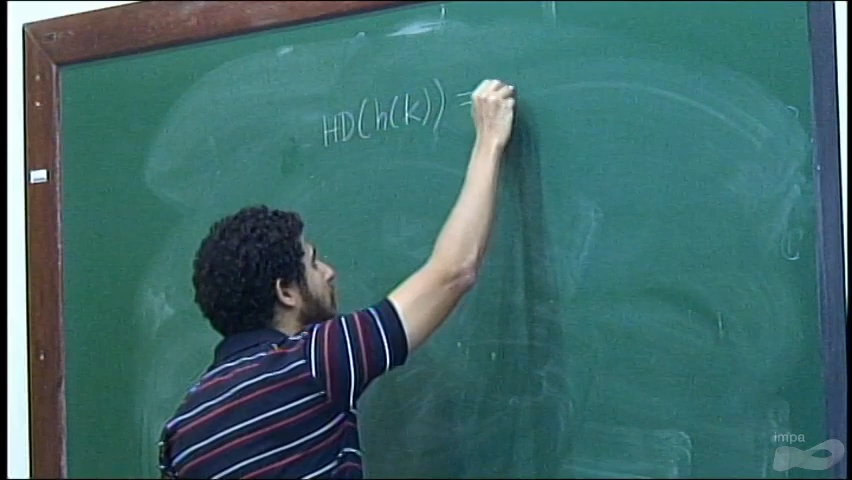 HD(h(k)) =
impa